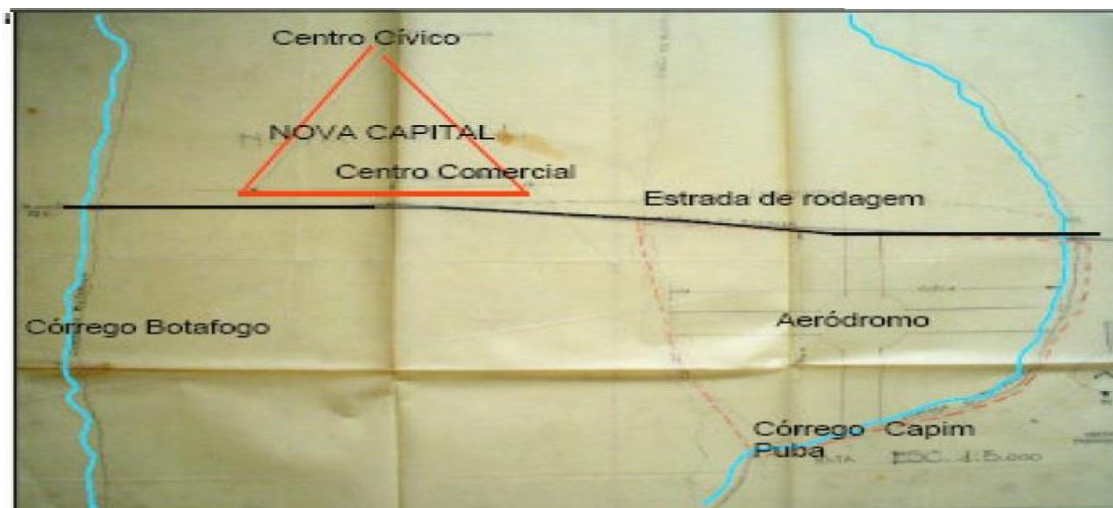 Centro Cívico
NOVA CAPITAL
Centro Comercial
Estrada de rodagem
Córrego Botafogo
Aeródromo
Córrego Capim
Puba
ESC 1:5.000